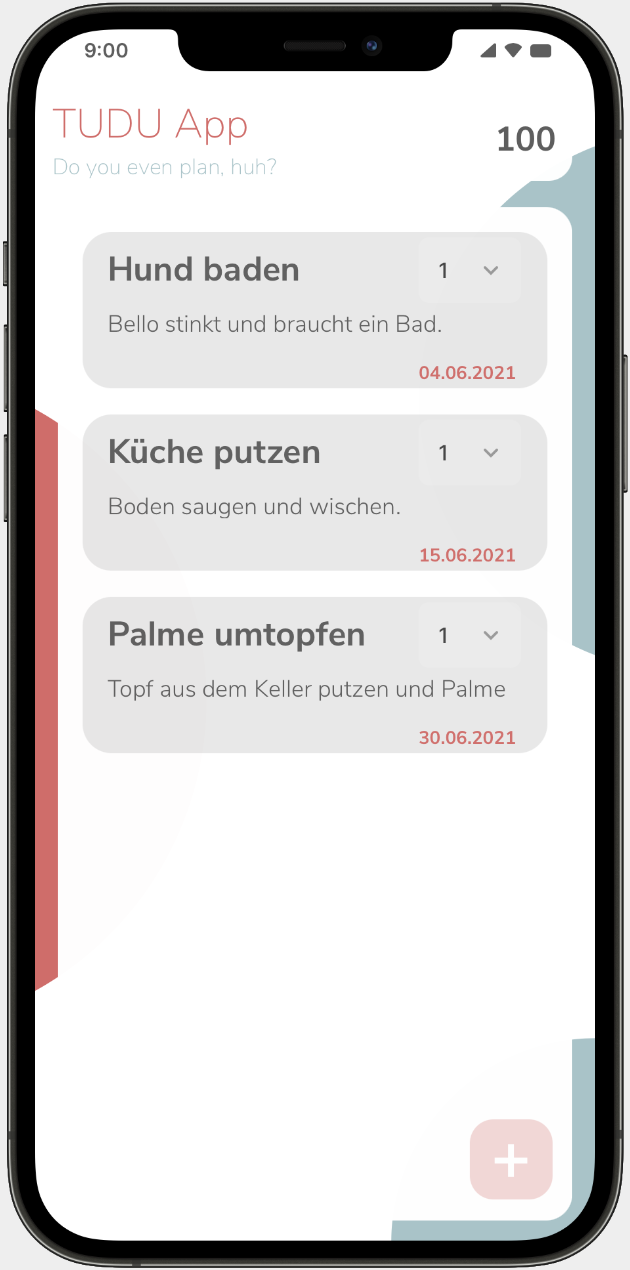 9:00
TUDU App
100
Do you even plan, huh?
Hund baden
1
Bello stinkt und braucht ein Bad.
04.06.2021
Küche putzen
1
Boden saugen und wischen.
15.06.2021
Palme umtopfen
1
Topf aus dem Keller putzen und Palme
30.06.2021